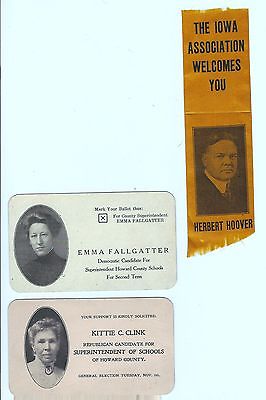 THE IOWA
ASSOCIATION
WELCOMES
YOU
HERBERT HOOVER
Mark Your Ballot thus:
For County Superintendent
EMMA FALLGATTER
EMMA FALLGATTER
Democratic Candidate For
Superintendent Howard County Schools
For Second Term
YOUR SUPPORT IS KINDLY SOLICITED.
KITTIE C. CLINK
REPUBLICAN CANDIDATE FOR
SUPERINTENDENT OF SCHOOLS
OF HOWARD COUNTY.
GENERAL ELECTION TUESDAY, NOV.